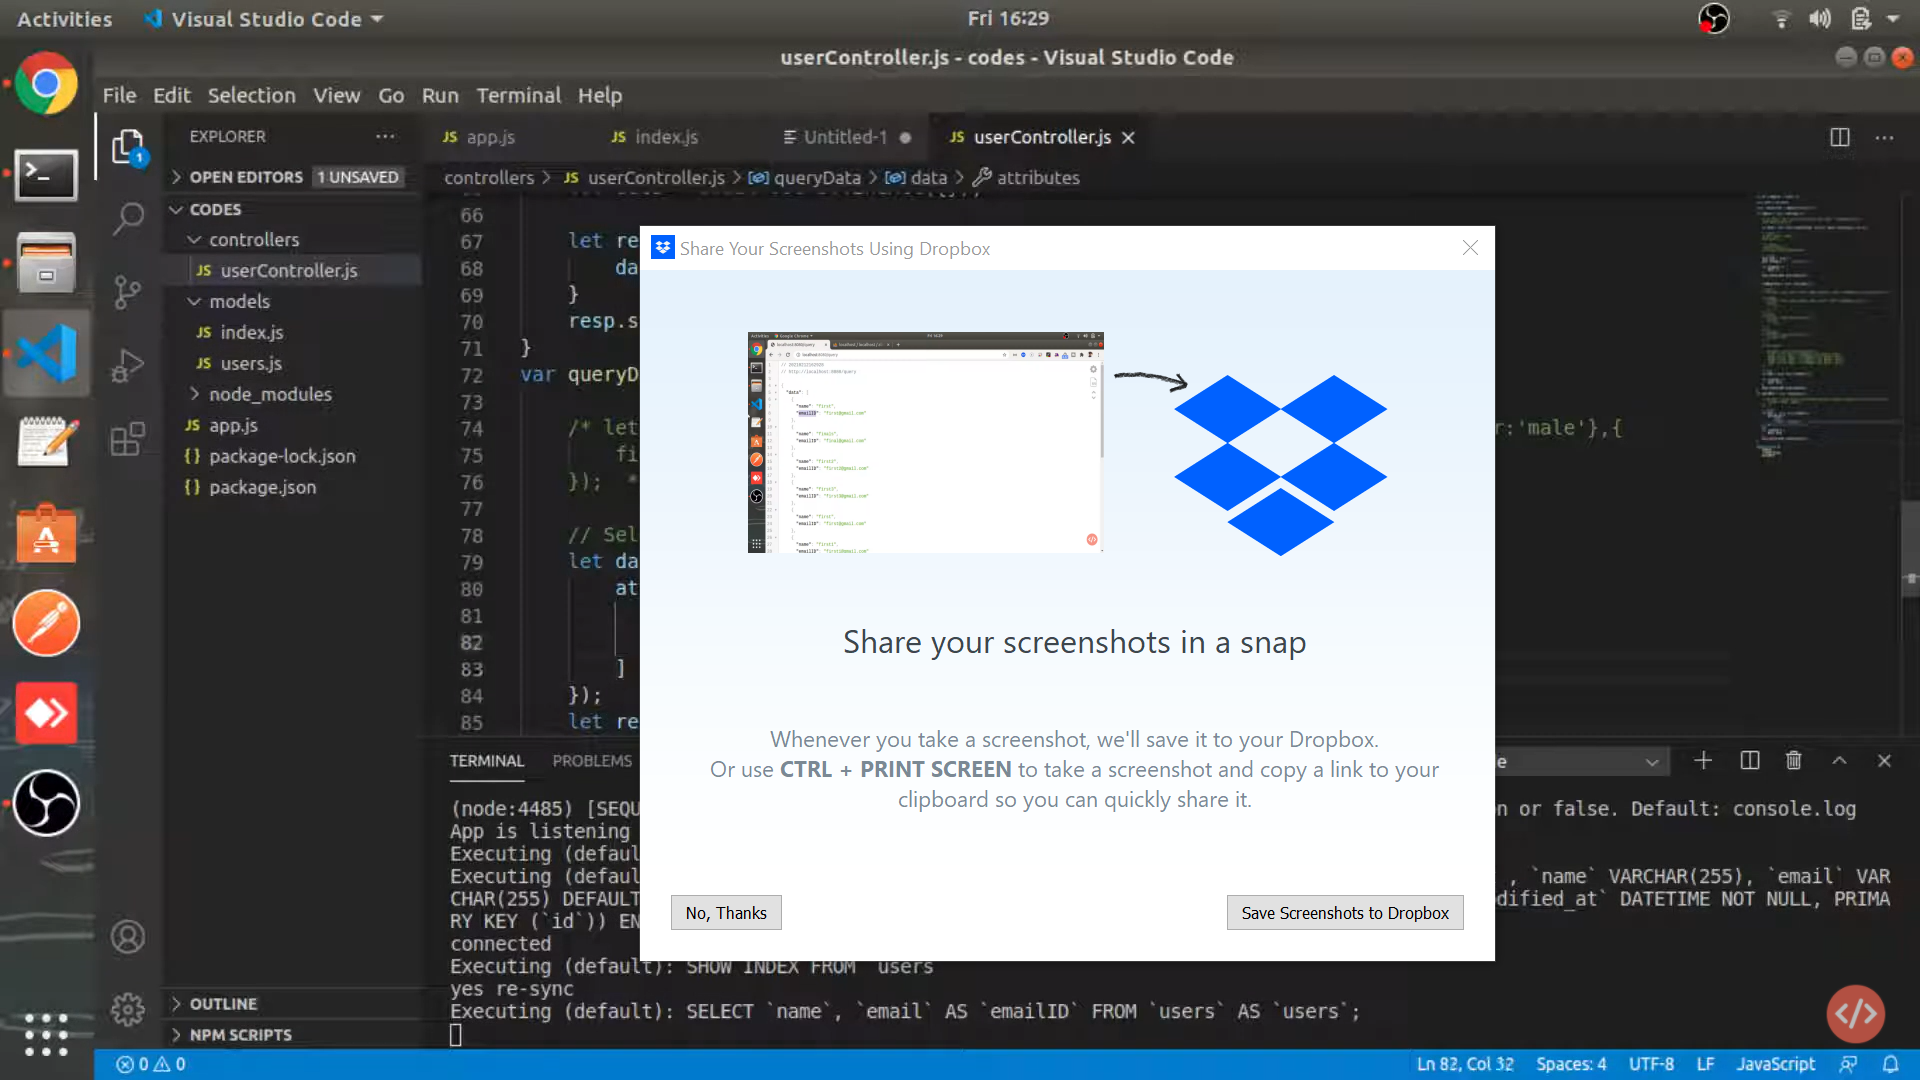 Activities Visual Studio Code Fri 16:29
userController.js - codes - Visual Studio Code
File Edit Selection View Go Run Terminal Help
EXPLORER
JS app.js JS index.js Untitled-1 JS userController.js
OPEN EDITORS 1 UNSAVED
controllers > JS userController.js > queryData > data > attributes
CODES
controllers
JS userController.js
models
JS index.js
JS users.js
node_modules
JS app.js
{} package-lock.json
{} package.json
OUTLINE
NPM SCRIPTS
66
67 let re
68 da
69 }
70 resp.s
71 }
72 var queryD
73
74 /* let r:'male'},{
75 fi
76 }); *
77
78 // Sel
79 let da
80 at
81
82
83 ]
84 });
85 let re
Share Your Screenshots Using Dropbox
"data": [
"name": "first",
"emailID": "first@gmail.com"
Share your screenshots in a snap
Whenever you take a screenshot, we'll save it to your Dropbox.
Or use CTRL + PRINT SCREEN to take a screenshot and copy a link to your
clipboard so you can quickly share it.
No, Thanks Save Screenshots to Dropbox
TERMINAL PROBLEMS e
(node:4485) [SEQU n or false. Default: console.log
App is listening
Executing (defaul
Executing (defaul , `name` VARCHAR(255), `email` VAR
CHAR(255) DEFAULT dified_at` DATETIME NOT NULL, PRIMA
RY KEY (`id`)) EN
connected
Executing (default): SHOW INDEX FROM users
yes re-sync
Executing (default): SELECT `name`, `email` AS `emailID` FROM `users` AS `users`;
0 0 Ln 82, Col 32 Spaces: 4 UTF-8 LF JavaScript